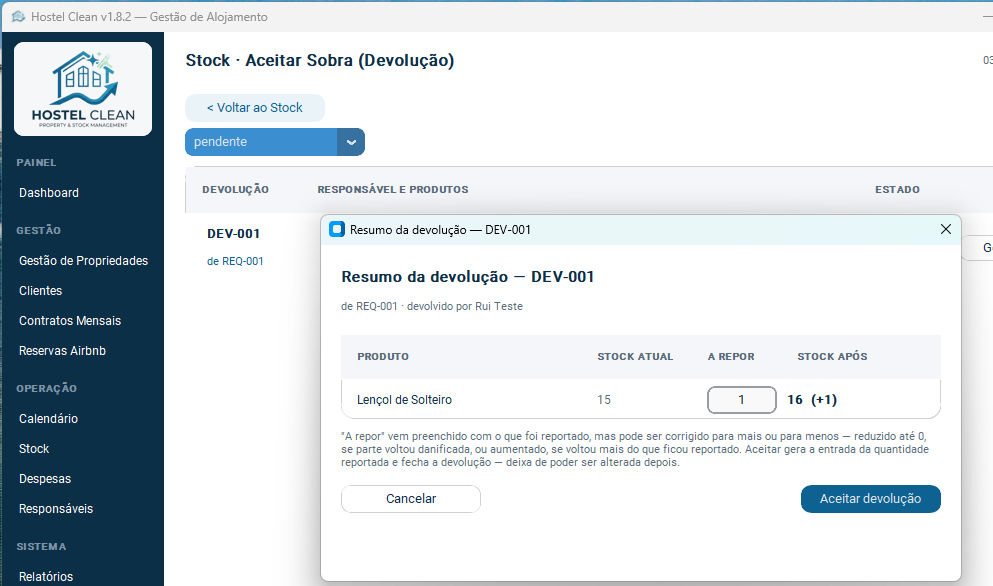 Hostel Clean v1.8.2 — Gestão de Alojamento
HOSTEL CLEAN
PROPERTY & STOCK MANAGEMENT
PAINEL
Dashboard
GESTÃO
Gestão de Propriedades
Clientes
Contratos Mensais
Reservas Airbnb
OPERAÇÃO
Calendário
Stock
Despesas
Responsáveis
SISTEMA
Relatórios
Stock · Aceitar Sobra (Devolução)
03
< Voltar ao Stock
pendente
DEVOLUÇÃO RESPONSÁVEL E PRODUTOS ESTADO
DEV-001
de REQ-001
G
Resumo da devolução — DEV-001
Resumo da devolução — DEV-001
de REQ-001 · devolvido por Rui Teste
PRODUTO STOCK ATUAL A REPOR STOCK APÓS
Lençol de Solteiro 15 1 16 (+1)
"A repor" vem preenchido com o que foi reportado, mas pode ser corrigido para mais ou para menos — reduzido até 0,
se parte voltou danificada, ou aumentado, se voltou mais do que ficou reportado. Aceitar gera a entrada da quantidade
reportada e fecha a devolução — deixa de poder ser alterada depois.
Cancelar Aceitar devolução